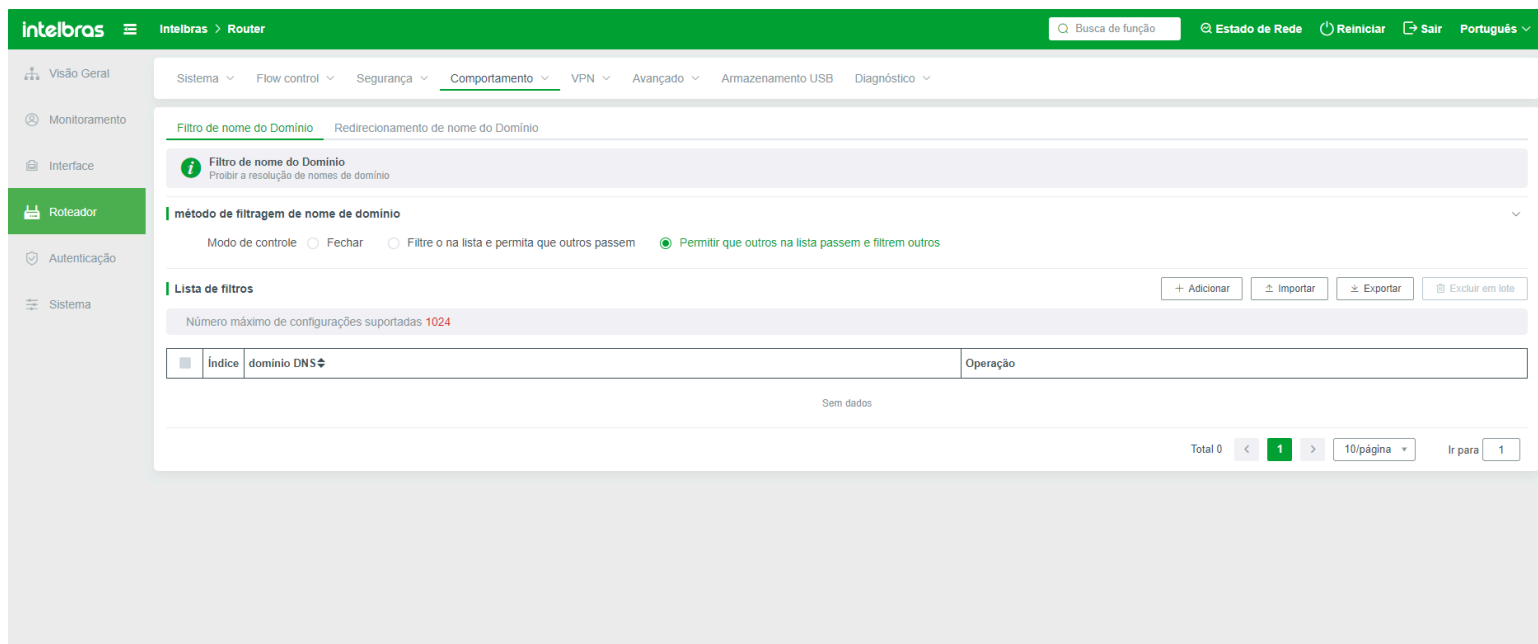 intelbras Intelbras > Router Busca de função Estado de Rede Reiniciar Sair Português
Visão Geral
Monitoramento
Interface
Roteador
Autenticação
Sistema
Sistema Flow control Segurança Comportamento VPN Avançado Armazenamento USB Diagnóstico
Filtro de nome do Domínio Redirecionamento de nome do Domínio
Filtro de nome do Domínio
Proibir a resolução de nomes de domínio
método de filtragem de nome de domínio
Modo de controle Fechar Filtre o na lista e permita que outros passem Permitir que outros na lista passem e filtrem outros
Lista de filtros Adicionar Importar Exportar Excluir em lote
Número máximo de configurações suportadas 1024
Índice domínio DNS Operação
Sem dados
Total 0 < 1 > 10/página Ir para 1